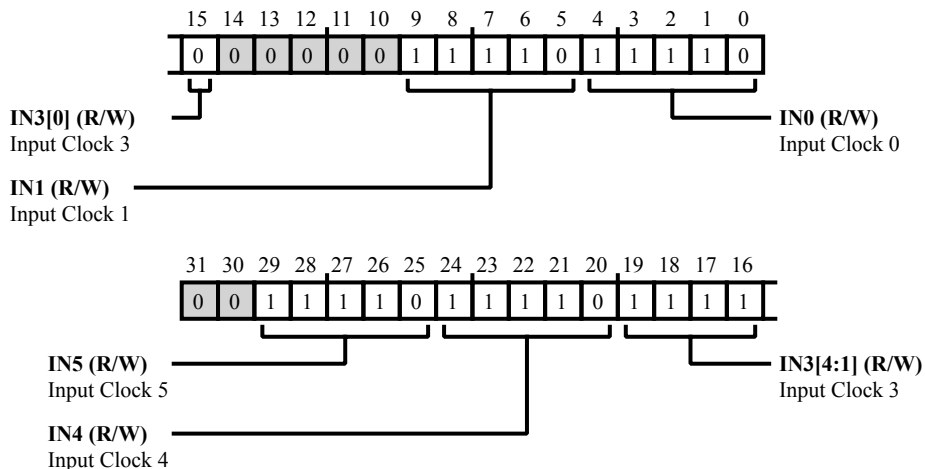 15 14 13 12 11 10 9 8 7 6 5 4 3 2 1 0
0 0 0 0 0 0 1 1 1 1 0 1 1 1 1 0
IN3[0] (R/W)
Input Clock 3
IN0 (R/W)
Input Clock 0
IN1 (R/W)
Input Clock 1
31 30 29 28 27 26 25 24 23 22 21 20 19 18 17 16
0 0 1 1 1 1 0 1 1 1 1 0 1 1 1 1
IN5 (R/W)
Input Clock 5
IN3[4:1] (R/W)
Input Clock 3
IN4 (R/W)
Input Clock 4